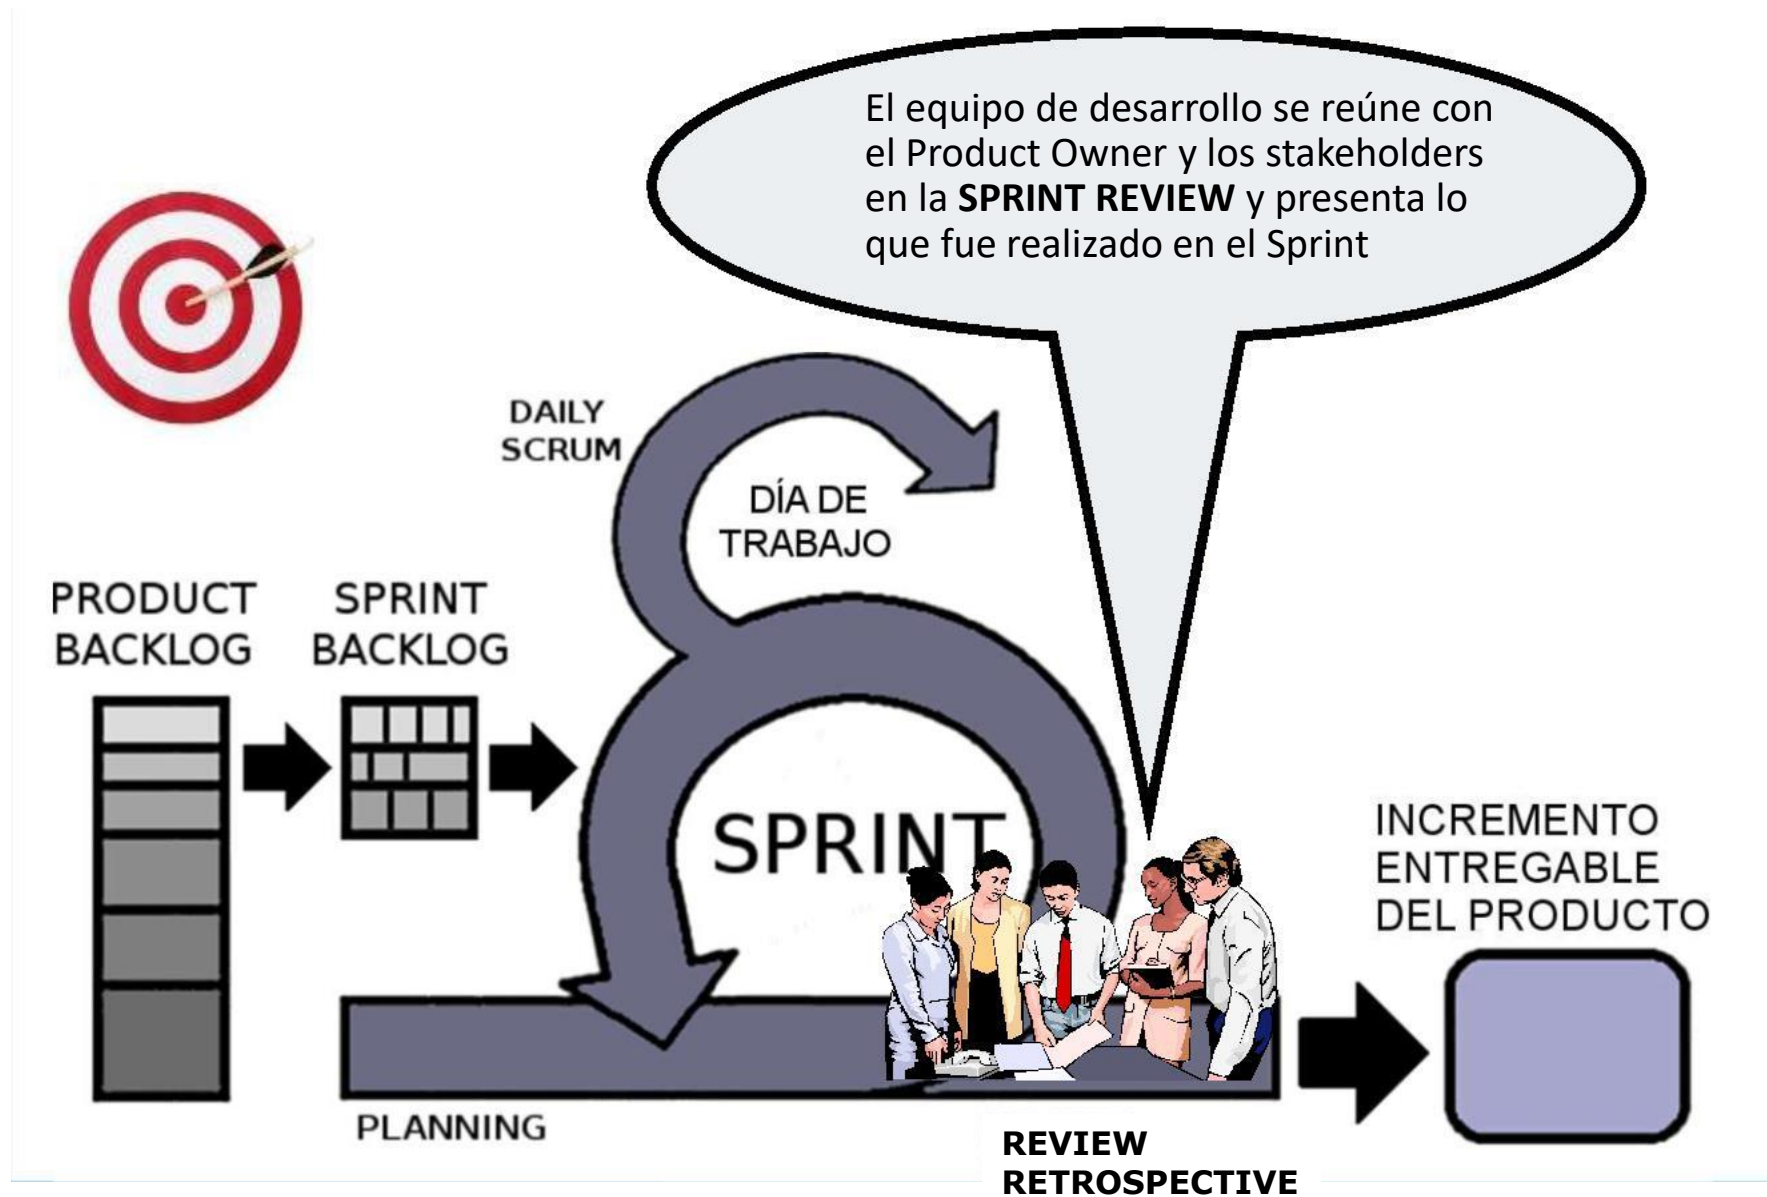 El equipo de desarrollo se reúne con
el Product Owner y los stakeholders
en la SPRINT REVIEW y presenta lo
que fue realizado en el Sprint
DAILY
SCRUM
DÍA DE
TRABAJO
PRODUCT
BACKLOG
SPRINT
BACKLOG
SPRINT
INCREMENTO
ENTREGABLE
DEL PRODUCTO
PLANNING
REVIEW
RETROSPECTIVE